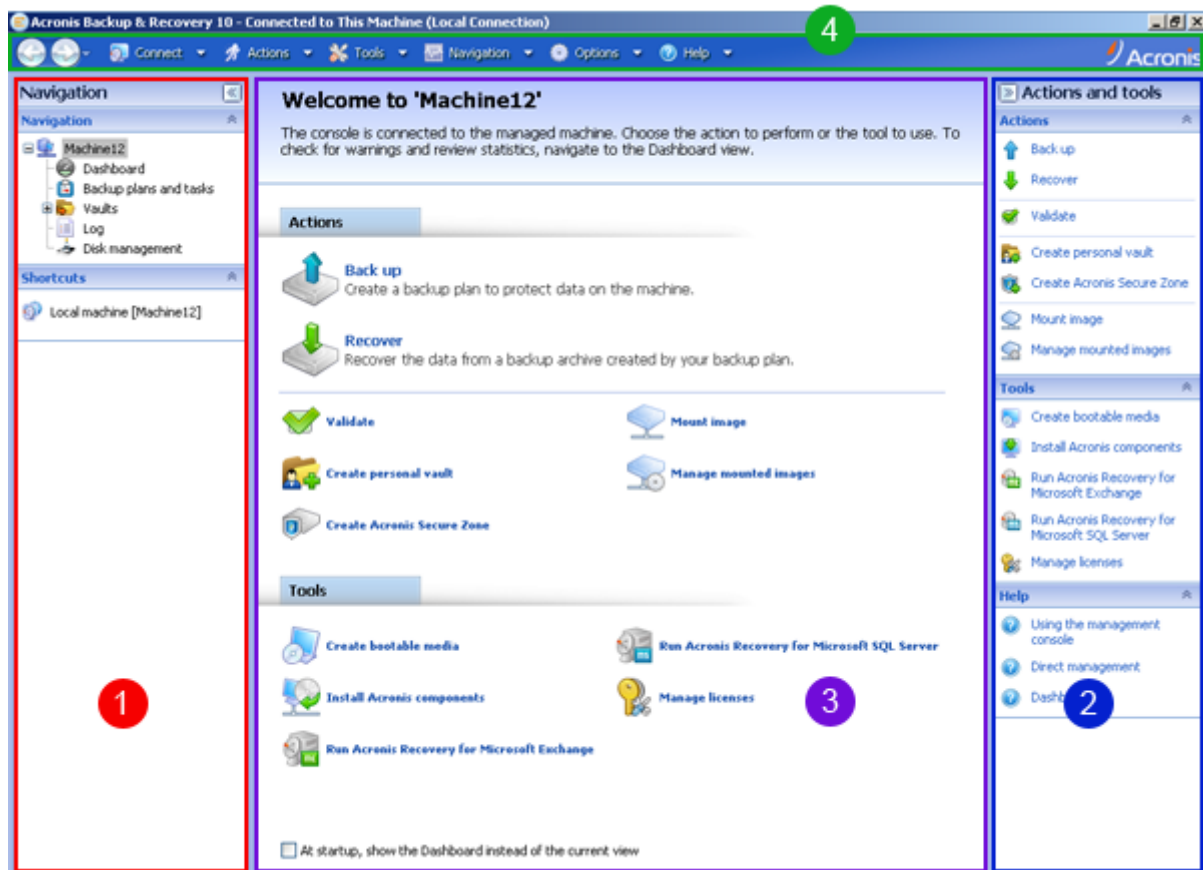 Acronis Backup & Recovery 10 - Connected to This Machine (Local Connection)
4
Connect Actions Tools Navigation Options Help
Acronis
Navigation
Navigation
Machine12
Dashboard
Backup plans and tasks
Vaults
Log
Disk management
Shortcuts
Local machine [Machine12]
1
Welcome to 'Machine12'
The console is connected to the managed machine. Choose the action to perform or the tool to use. To
check for warnings and review statistics, navigate to the Dashboard view.
Actions
Back up
Create a backup plan to protect data on the machine.
Recover
Recover the data from a backup archive created by your backup plan.
Validate
Mount image
Create personal vault
Manage mounted images
Create Acronis Secure Zone
Tools
Create bootable media
Run Acronis Recovery for Microsoft SQL Server
Install Acronis components
Manage licenses
3
Run Acronis Recovery for Microsoft Exchange
At startup, show the Dashboard instead of the current view
Actions and tools
Actions
Back up
Recover
Validate
Create personal vault
Create Acronis Secure Zone
Mount image
Manage mounted images
Tools
Create bootable media
Install Acronis components
Run Acronis Recovery for
Microsoft Exchange
Run Acronis Recovery for
Microsoft SQL Server
Manage licenses
Help
Using the management
console
Direct management
2